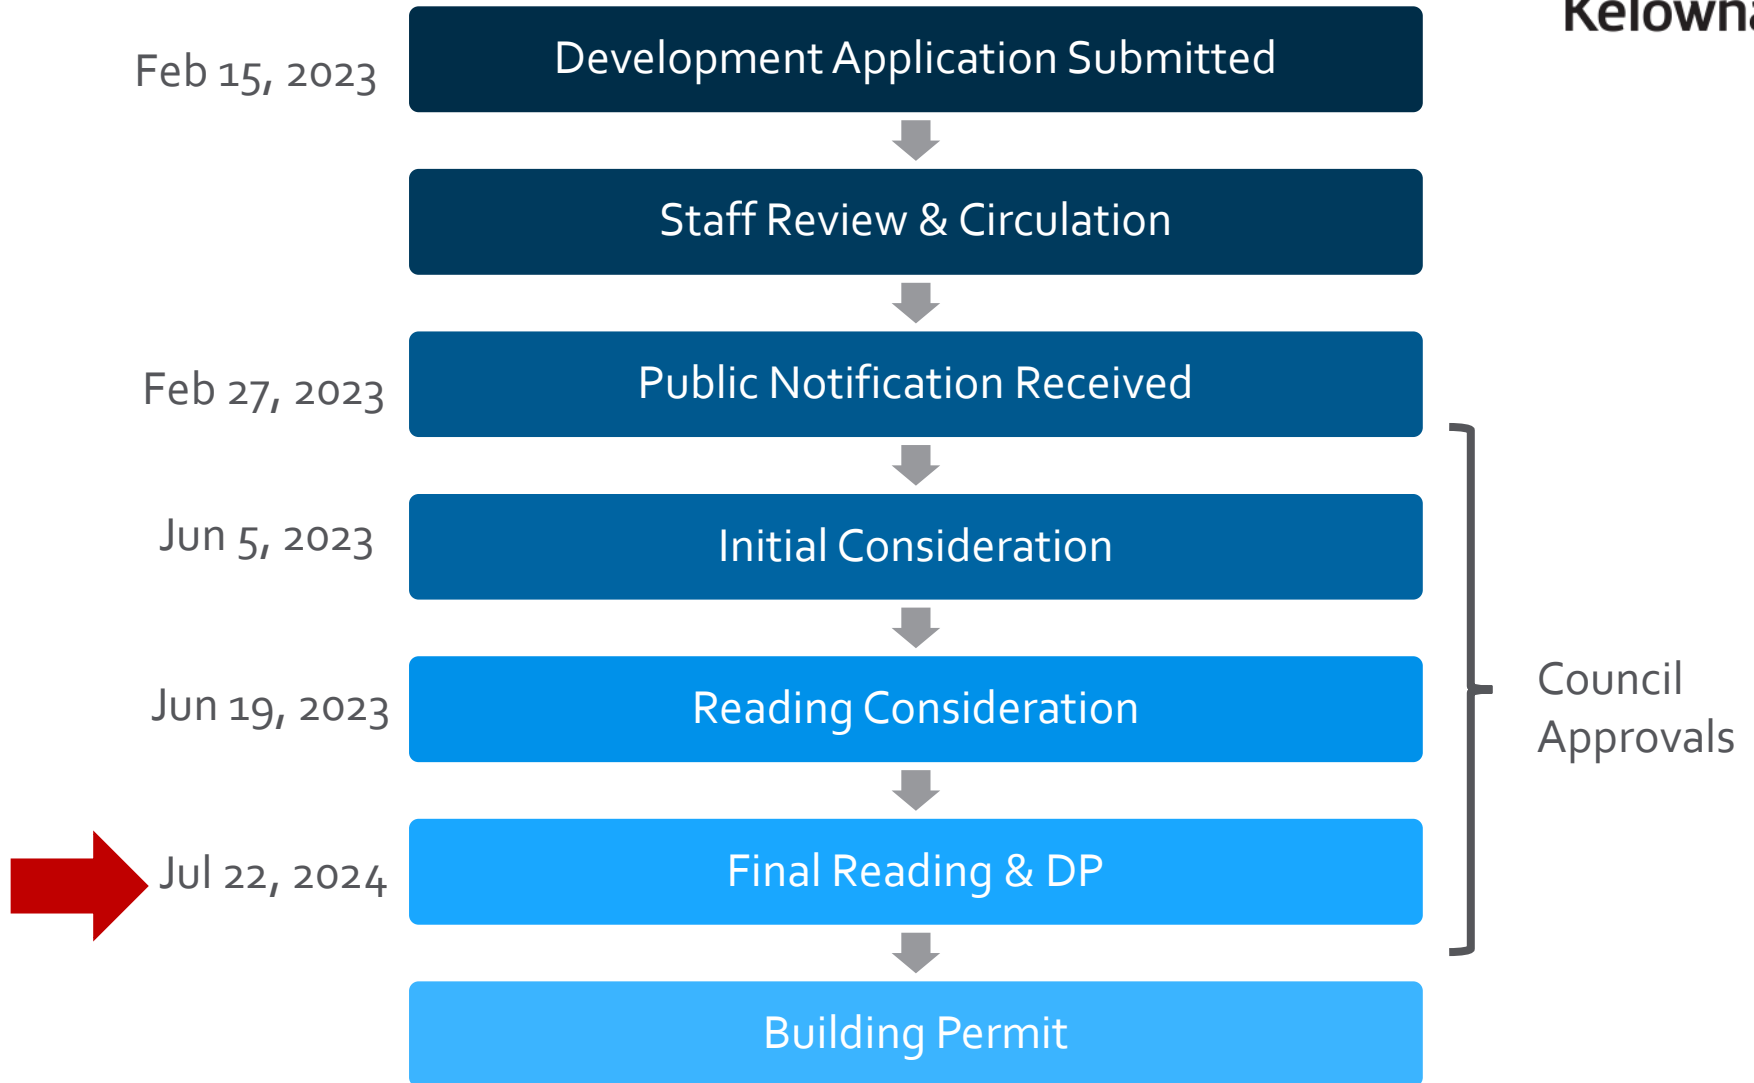 Kelowna
Feb 15, 2023
Development Application Submitted
Staff Review & Circulation
Feb 27, 2023
Public Notification Received
Jun 5, 2023
Initial Consideration
Jun 19, 2023
Reading Consideration
Council
Approvals
Jul 22, 2024
Final Reading & DP
Building Permit